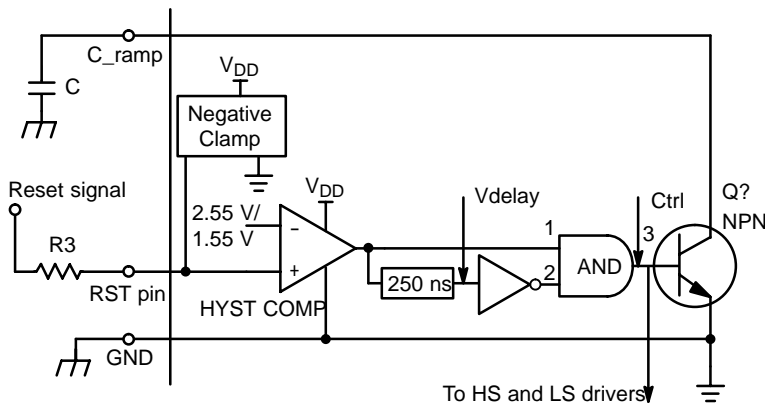 C_ramp
C
VDD
Negative
Clamp
Reset signal
R3
RST pin
2.55 V/
1.55 V
VDD
−
+
HYST COMP
Vdelay
250 ns
1
2
AND
Ctrl
3
Q?
NPN
GND
To HS and LS drivers